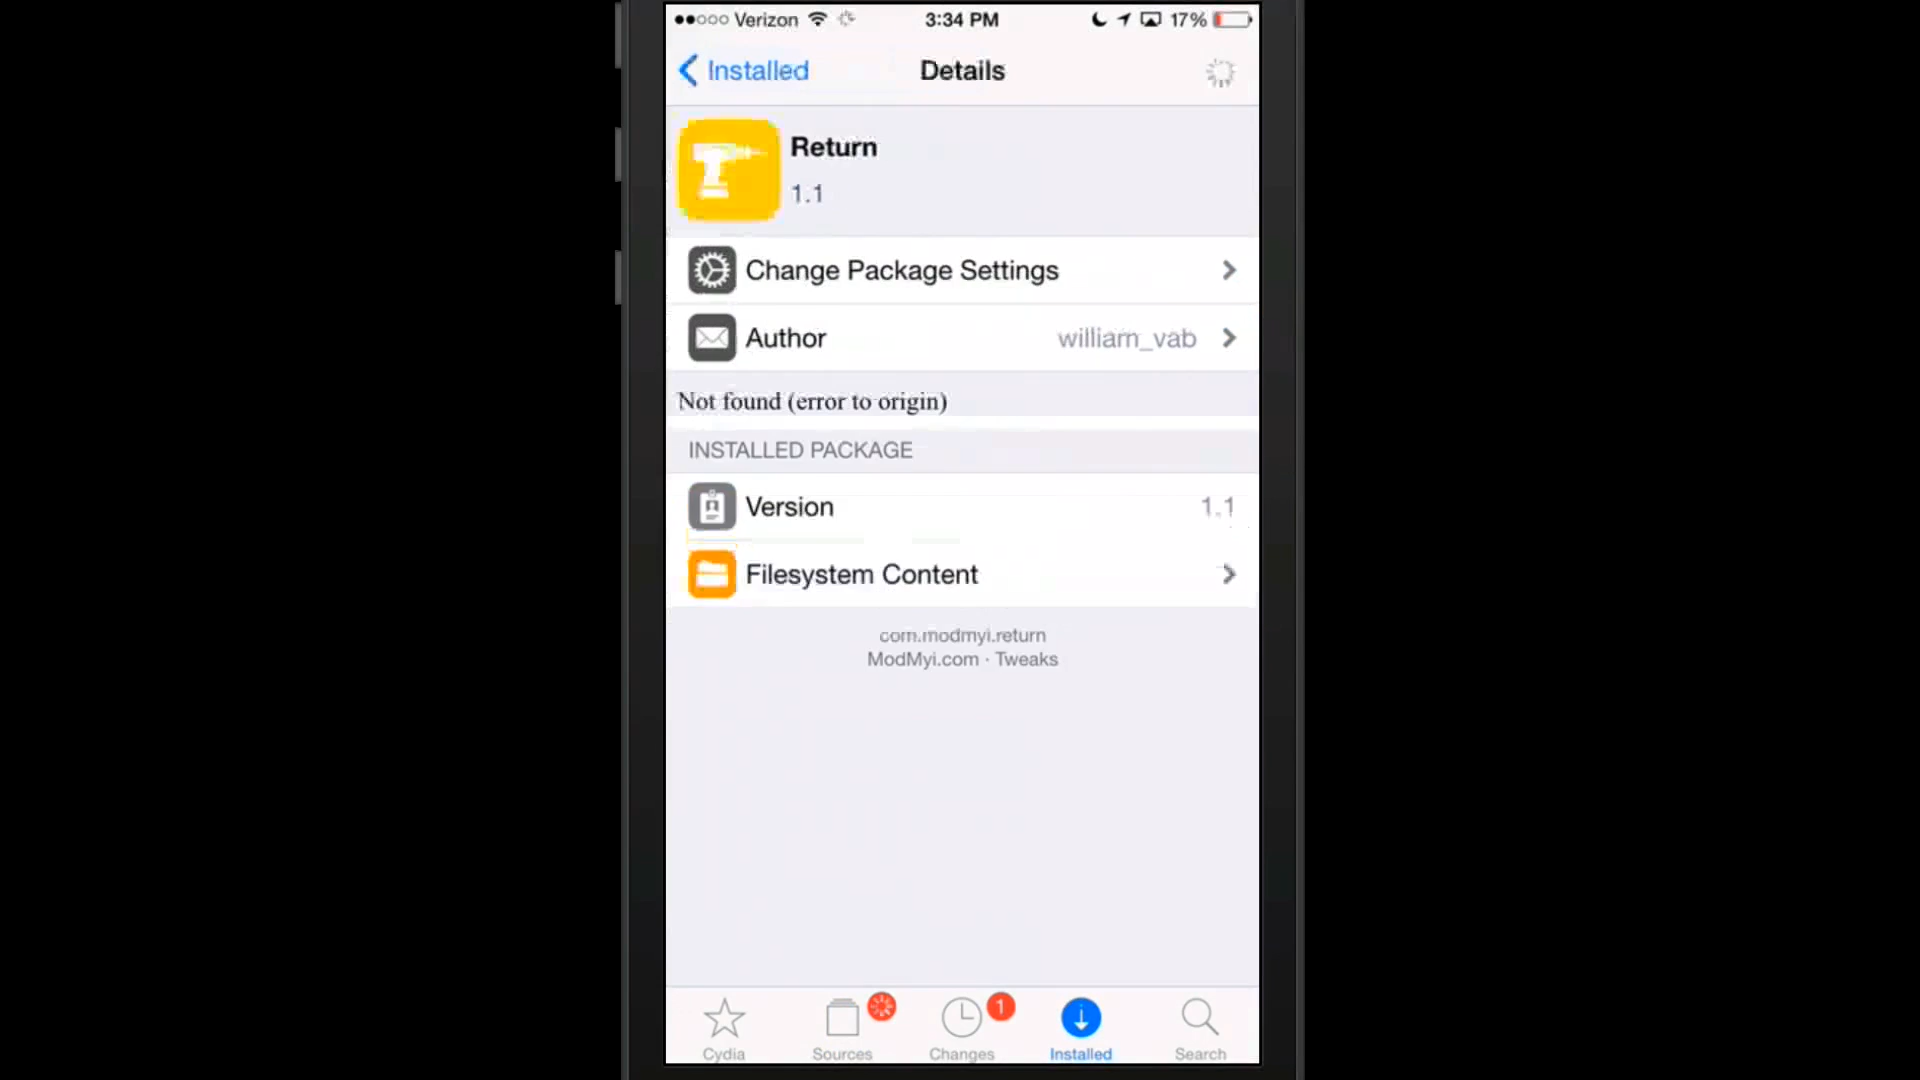 Verizon 3:34 PM 17%
Installed Details
Return
1.1
Change Package Settings
Author william_vab
Not found (error to origin)
INSTALLED PACKAGE
Version 1.1
Filesystem Content
com.modmyi.return
ModMyi.com · Tweaks
1
Cydia Sources Changes Installed Search